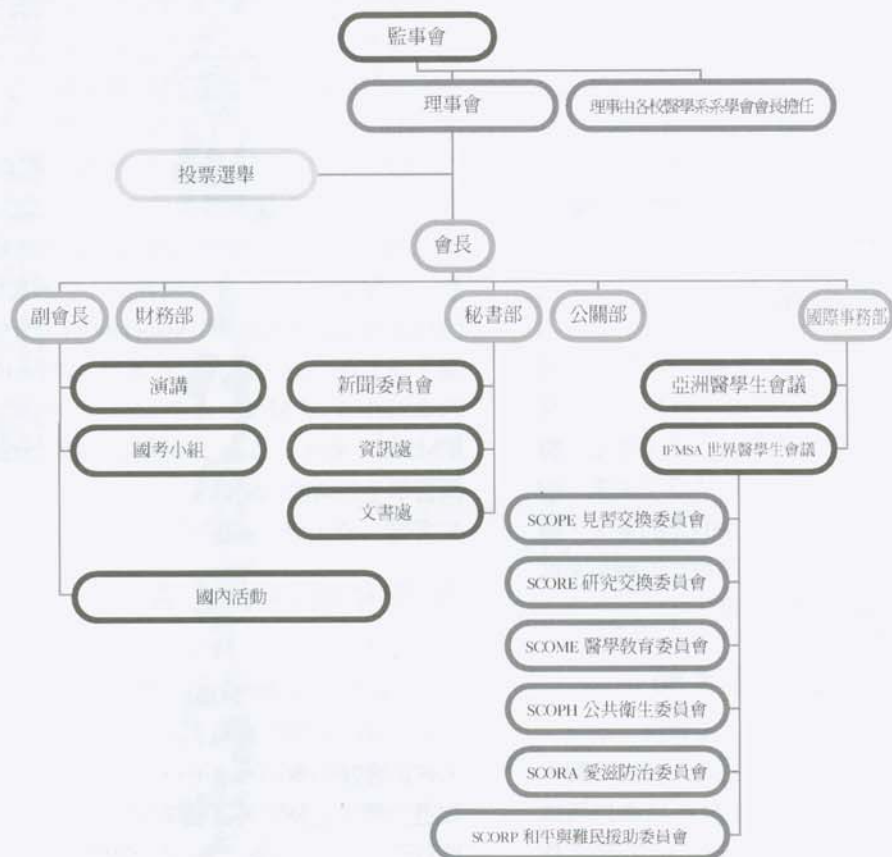 監事會
理事會
理事由各校醫學系系學會會長擔任
投票選舉
會長
副會長
財務部
秘書部
公關部
國際事務部
演講
新聞委員會
亞洲醫學生會議
國考小組
資訊處
IFMSA 世界醫學生會議
文書處
SCOPE 見習交換委員會
SCORE 研究交換委員會
國內活動
SCOME 醫學教育委員會
SCOPH 公共衛生委員會
SCORA 愛滋防治委員會
SCORP 和平與難民援助委員會